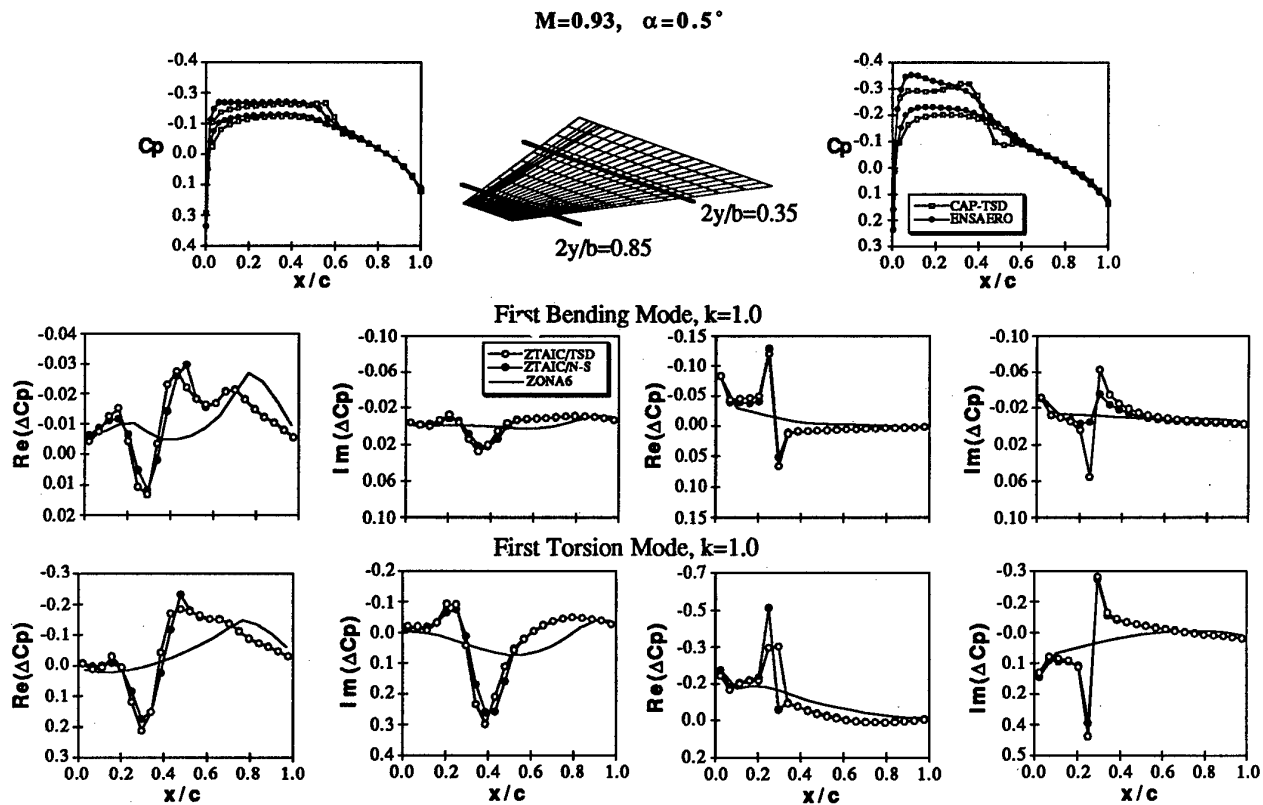 M=0.93, α=0.5°
-0.4
-0.3
-0.2
-0.1
0.0
0.1
0.3
0.4
Cp
0.0 0.2 0.4 0.6 0.8 1.0
x/c
2y/b=0.35
2y/b=0.85
-0.4
-0.3
-0.2
-0.1
-0.0
0.1
0.2
0.3
Cp
CAP-TSD
ENSAERO
0.0 0.2 0.4 0.6 0.8 1.0
x/c
First Bending Mode, k=1.0
-0.04
-0.03
-0.02
-0.01
0.00
0.01
0.02
Re(ΔCp)
-0.10
-0.06
-0.02
0.02
0.06
0.10
Im(ΔCp)
ZTAIC/TSD
ZTAIC/N-S
ZONA6
-0.15
-0.10
-0.05
0.00
0.05
0.10
0.15
Re(ΔCp)
-0.10
-0.06
-0.02
0.02
0.06
0.10
Im(ΔCp)
First Torsion Mode, k=1.0
-0.3
-0.2
-0.1
0.0
0.1
0.2
0.3
Re(ΔCp)
0.0 0.2 0.4 0.6 0.8 1.0
x/c
-0.2
-0.1
0.0
0.1
0.2
0.3
0.4
Im(ΔCp)
0.0 0.2 0.4 0.6 0.8 1.0
x/c
-0.7
-0.5
-0.3
-0.2
0.0
0.2
Re(ΔCp)
0.0 0.2 0.4 0.6 0.8 1.0
x/c
-0.3
-0.1
-0.0
0.1
0.2
0.4
0.5
Im(ΔCp)
0.0 0.2 0.4 0.6 0.8 1.0
x/c